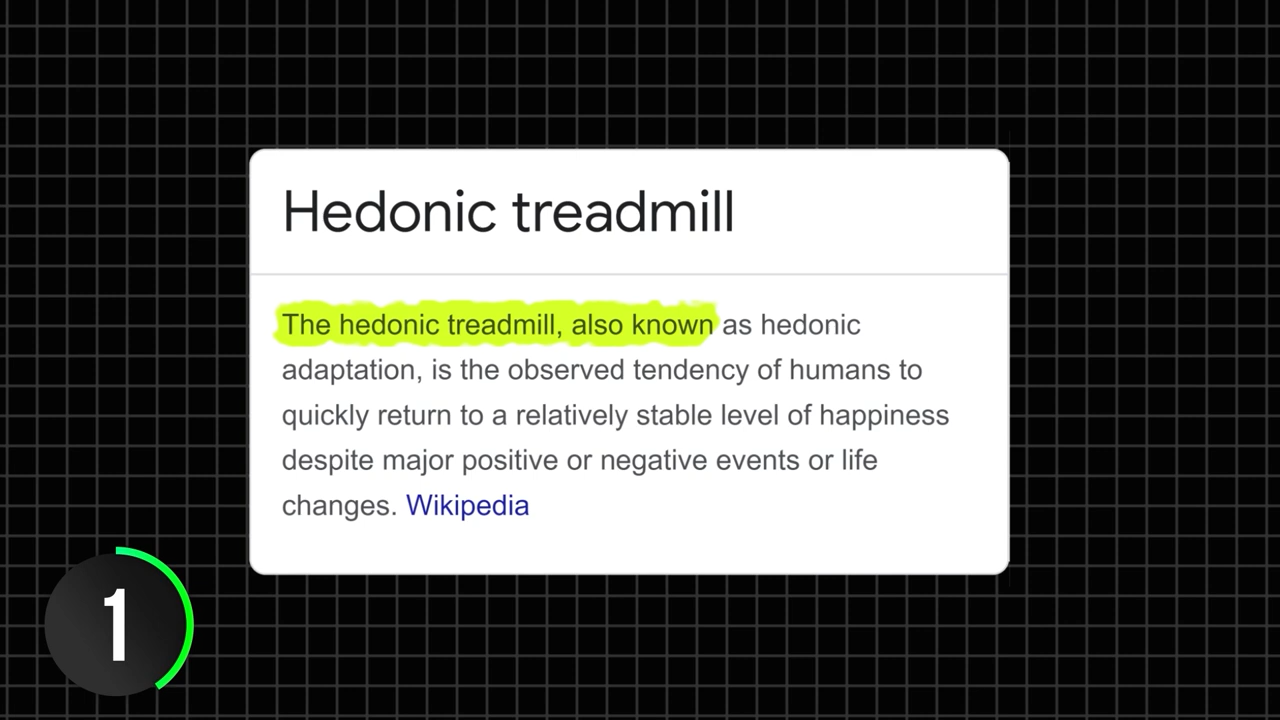 Hedonic treadmill
The hedonic treadmill, also known as hedonic
adaptation, is the observed tendency of humans to
quickly return to a relatively stable level of happiness
despite major positive or negative events or life
changes. Wikipedia
1